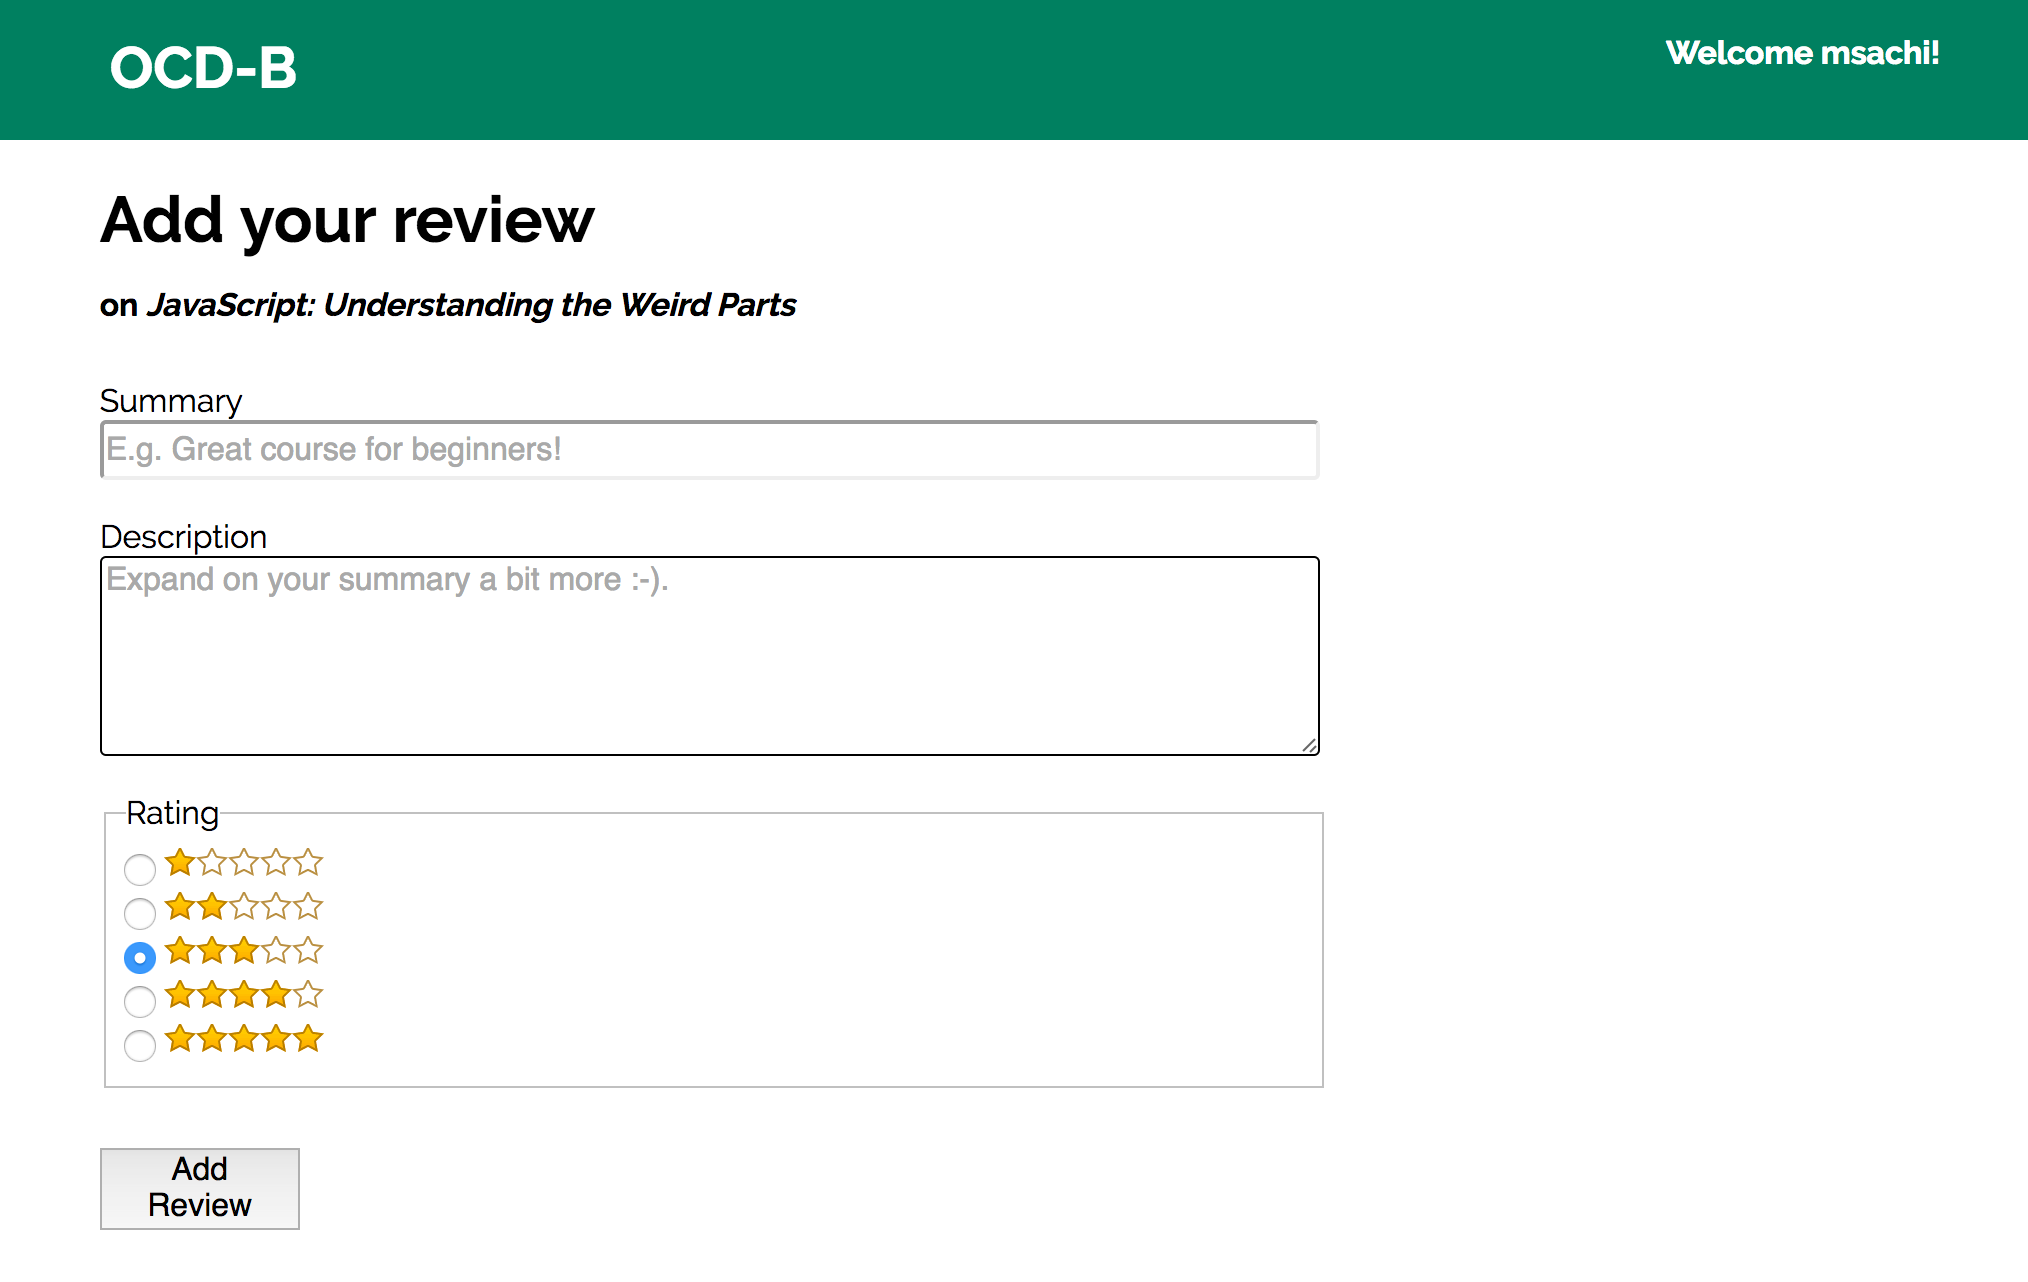 OCD-B
Welcome msachi!
Add your review
on JavaScript: Understanding the Weird Parts
Summary
E.g. Great course for beginners!
Description
Expand on your summary a bit more :-).
Rating
Add
Review